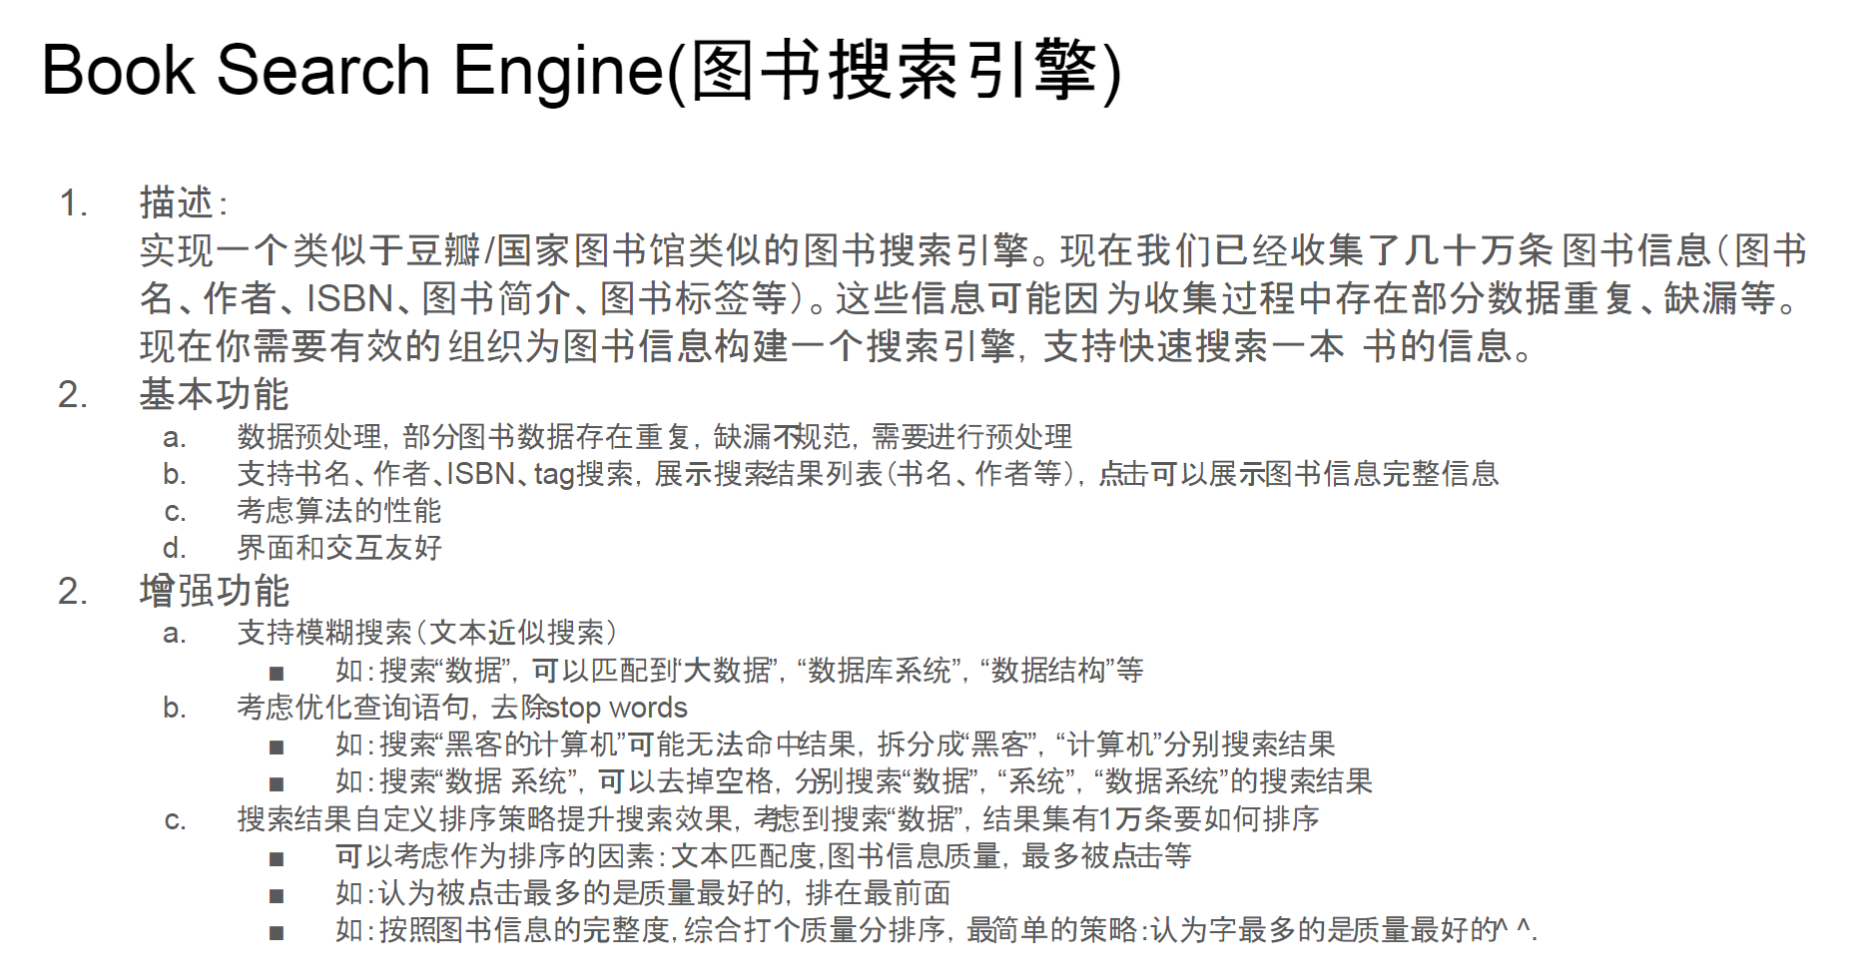 Book Search Engine(图书搜索引擎)
1. 描述：
实现一个类似于豆瓣/国家图书馆类似的图书搜索引擎。现在我们已经收集了几十万条图书信息（图书
名、作者、ISBN、图书简介、图书标签等）。这些信息可能因为收集过程中存在部分数据重复、缺漏等。
现在你需要有效的组织为图书信息构建一个搜索引擎，支持快速搜索一本 书的信息。
2. 基本功能
a. 数据预处理，部分图书数据存在重复，缺漏不规范，需要进行预处理
b. 支持书名、作者、ISBN、tag搜索，展示搜索结果列表（书名、作者等），点击可以展示图书信息完整信息
c. 考虑算法的性能
d. 界面和交互友好
2. 增强功能
a. 支持模糊搜索（文本近似搜索）
■ 如：搜索“数据”，可以匹配到“大数据”，“数据库系统”，“数据结构”等
b. 考虑优化查询语句，去除stop words
■ 如：搜索“黑客的计算机”可能无法命中结果，拆分成“黑客”，“计算机”分别搜索结果
■ 如：搜索“数据 系统”，可以去掉空格，分别搜索“数据”，“系统”，“数据系统”的搜索结果
c. 搜索结果自定义排序策略提升搜索效果，考虑到搜索“数据”，结果集有1万条要如何排序
■ 可以考虑作为排序的因素：文本匹配度,图书信息质量，最多被点击等
■ 如：认为被点击最多的是质量最好的，排在最前面
■ 如：按照图书信息的完整度,综合打个质量分排序，最简单的策略：认为字最多的是质量最好的^ ^.